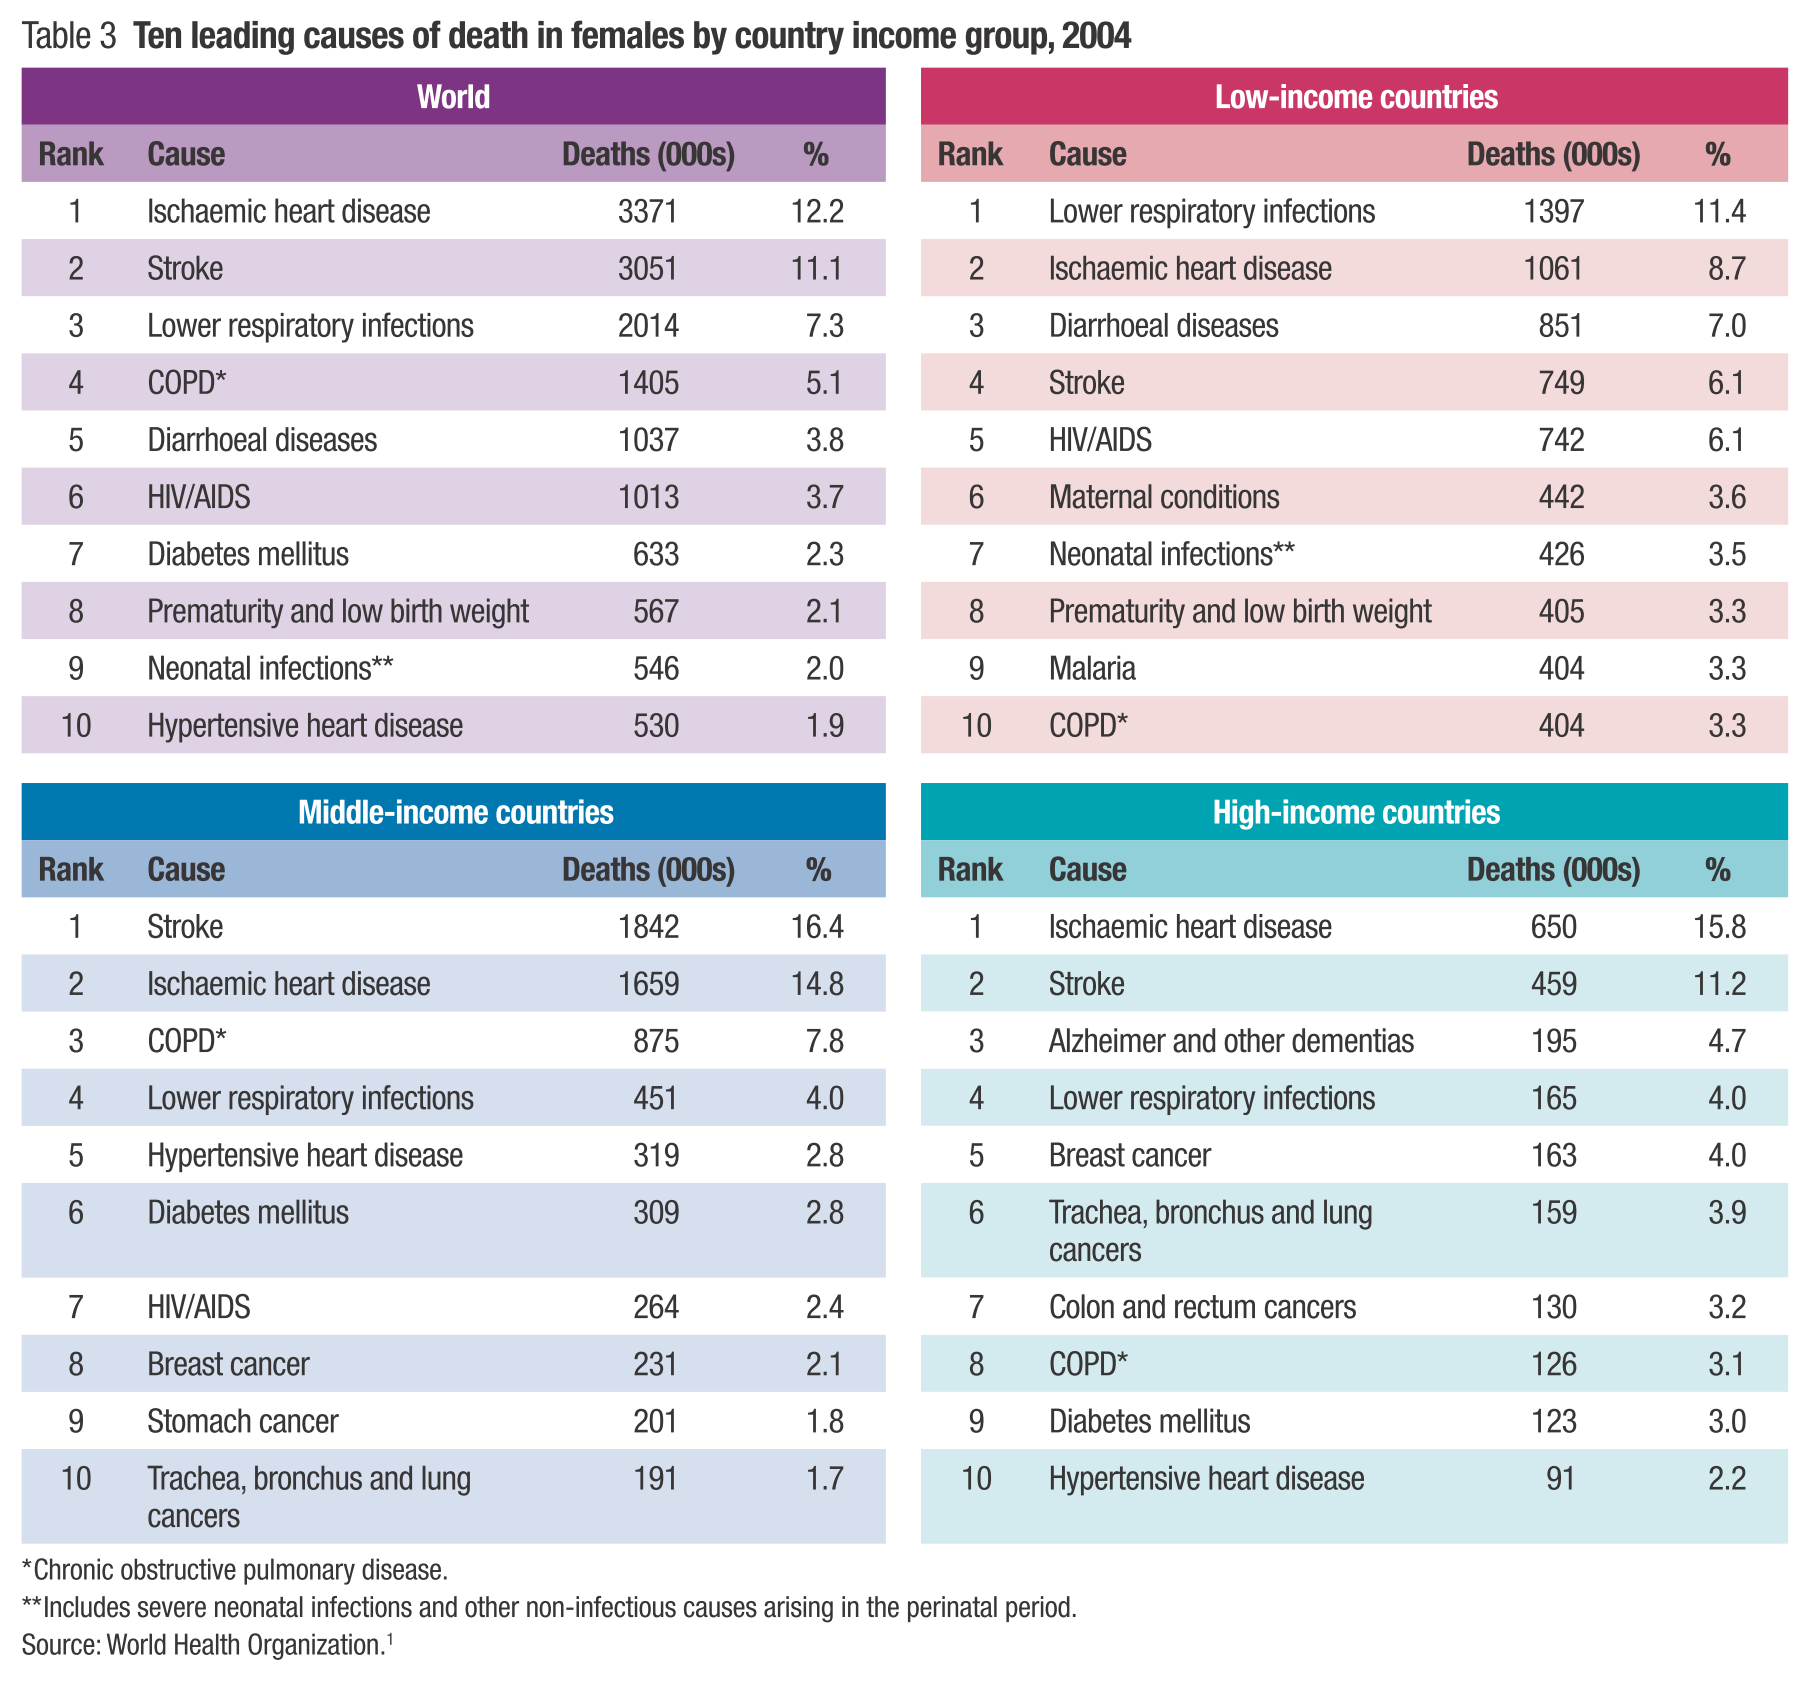 Table 3 Ten leading causes of death in females by country income group, 2004
World
Rank Cause Deaths (000s) %
1 Ischaemic heart disease 3371 12.2
2 Stroke 3051 11.1
3 Lower respiratory infections 2014 7.3
4 COPD* 1405 5.1
5 Diarrhoeal diseases 1037 3.8
6 HIV/AIDS 1013 3.7
7 Diabetes mellitus 633 2.3
8 Prematurity and low birth weight 567 2.1
9 Neonatal infections** 546 2.0
10 Hypertensive heart disease 530 1.9
Low-income countries
Rank Cause Deaths (000s) %
1 Lower respiratory infections 1397 11.4
2 Ischaemic heart disease 1061 8.7
3 Diarrhoeal diseases 851 7.0
4 Stroke 749 6.1
5 HIV/AIDS 742 6.1
6 Maternal conditions 442 3.6
7 Neonatal infections** 426 3.5
8 Prematurity and low birth weight 405 3.3
9 Malaria 404 3.3
10 COPD* 404 3.3
Middle-income countries
Rank Cause Deaths (000s) %
1 Stroke 1842 16.4
2 Ischaemic heart disease 1659 14.8
3 COPD* 875 7.8
4 Lower respiratory infections 451 4.0
5 Hypertensive heart disease 319 2.8
6 Diabetes mellitus 309 2.8
7 HIV/AIDS 264 2.4
8 Breast cancer 231 2.1
9 Stomach cancer 201 1.8
10 Trachea, bronchus and lung 191 1.7
cancers
High-income countries
Rank Cause Deaths (000s) %
1 Ischaemic heart disease 650 15.8
2 Stroke 459 11.2
3 Alzheimer and other dementias 195 4.7
4 Lower respiratory infections 165 4.0
5 Breast cancer 163 4.0
6 Trachea, bronchus and lung 159 3.9
cancers
7 Colon and rectum cancers 130 3.2
8 COPD* 126 3.1
9 Diabetes mellitus 123 3.0
10 Hypertensive heart disease 91 2.2
*Chronic obstructive pulmonary disease.
**Includes severe neonatal infections and other non-infectious causes arising in the perinatal period.
Source: World Health Organization.¹